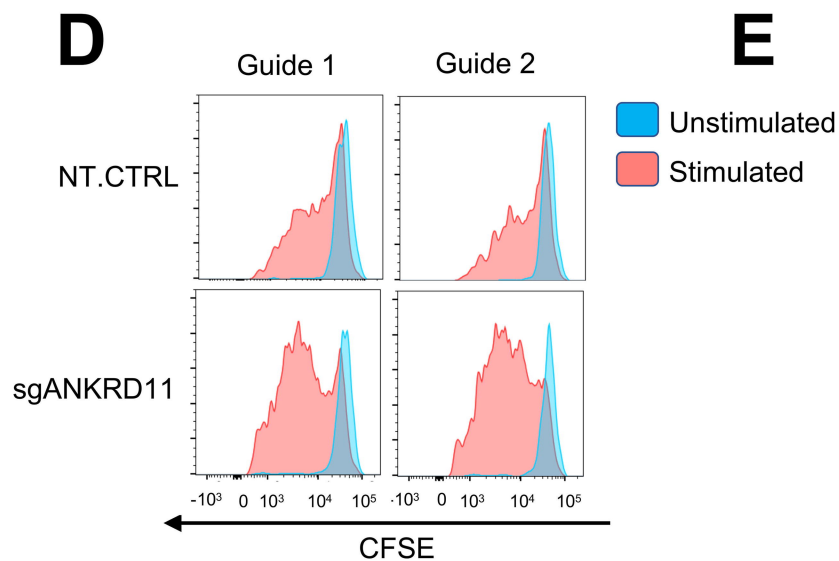 D
E
Guide 1
Guide 2
Unstimulated
Stimulated
NT.CTRL
sgANKRD11
-10³ 0 10³ 10⁴ 10⁵
-10³ 0 10³ 10⁴ 10⁵
CFSE